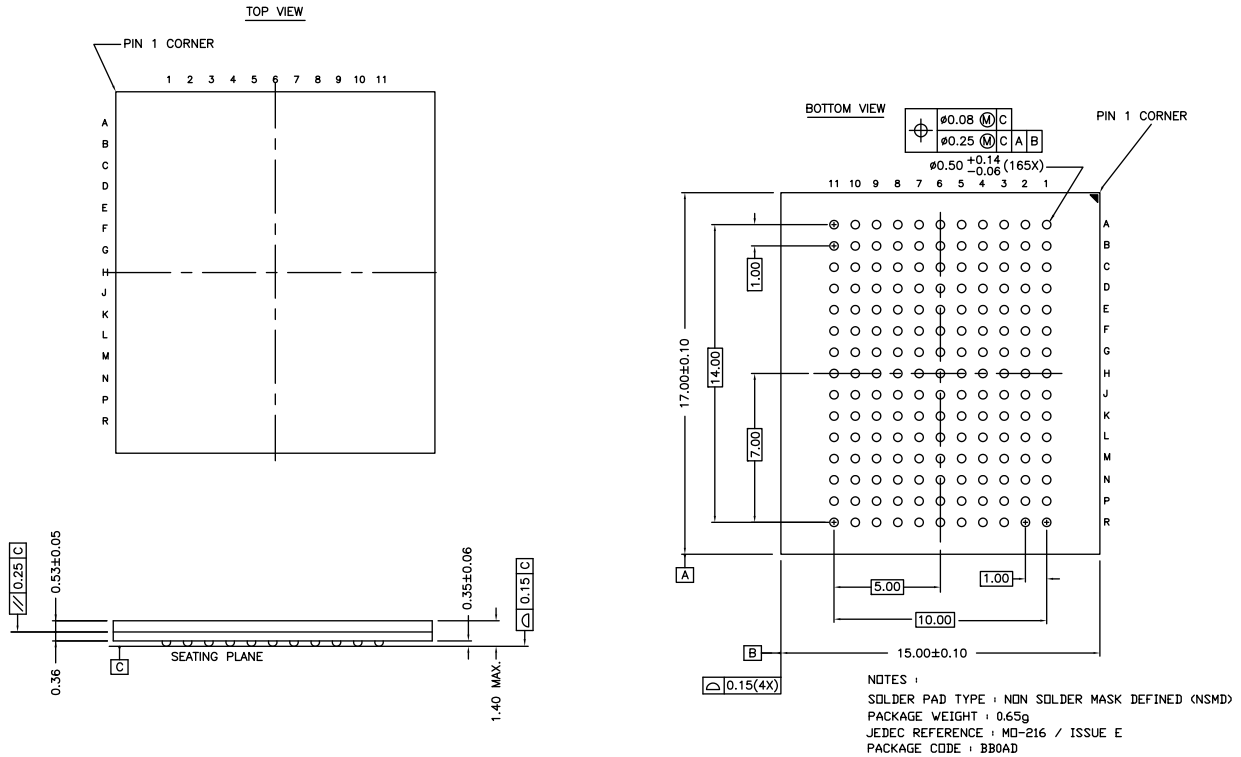 TOP VIEW
PIN 1 CORNER
1 2 3 4 5 6 7 8 9 10 11
A
B
C
D
E
F
G
H
J
K
L
M
N
P
R
BOTTOM VIEW
⌖ ø0.08 Ⓜ C
ø0.25 Ⓜ C A B
ø0.50 +0.14 -0.06 (165X)
PIN 1 CORNER
11 10 9 8 7 6 5 4 3 2 1
A
B
C
D
E
F
G
H
J
K
L
M
N
P
R
1.00
14.00
17.00±0.10
7.00
A
5.00
1.00
10.00
B
15.00±0.10
⌓ 0.15(4X)
// 0.25 C
0.53±0.05
0.36
C
SEATING PLANE
0.35±0.06
⌓ 0.15 C
1.40 MAX.
NOTES :
SOLDER PAD TYPE : NON SOLDER MASK DEFINED (NSMD)
PACKAGE WEIGHT : 0.65g
JEDEC REFERENCE : MO-216 / ISSUE E
PACKAGE CODE : BB0AD